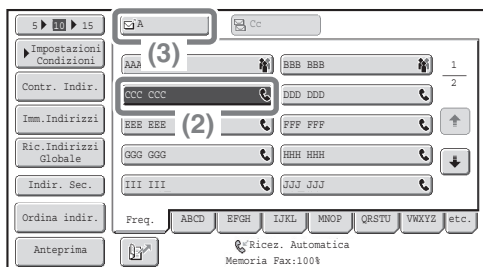 5 10 15
A
Cc
Impostazioni
Condizioni
(3)
AAA
BBB BBB
1
2
Contr. Indir.
CCC CCC
DDD DDD
Imm.Indirizzi
EEE EEE
(2)
FFF FFF
Ric.Indirizzi
Globale
GGG GGG
HHH HHH
Indir. Sec.
III III
JJJ JJJ
Ordina indir.
Freq.
ABCD
EFGH
IJKL
MNOP
QRSTU
VWXYZ
etc.
Anteprima
Ricez. Automatica
Memoria Fax:100%